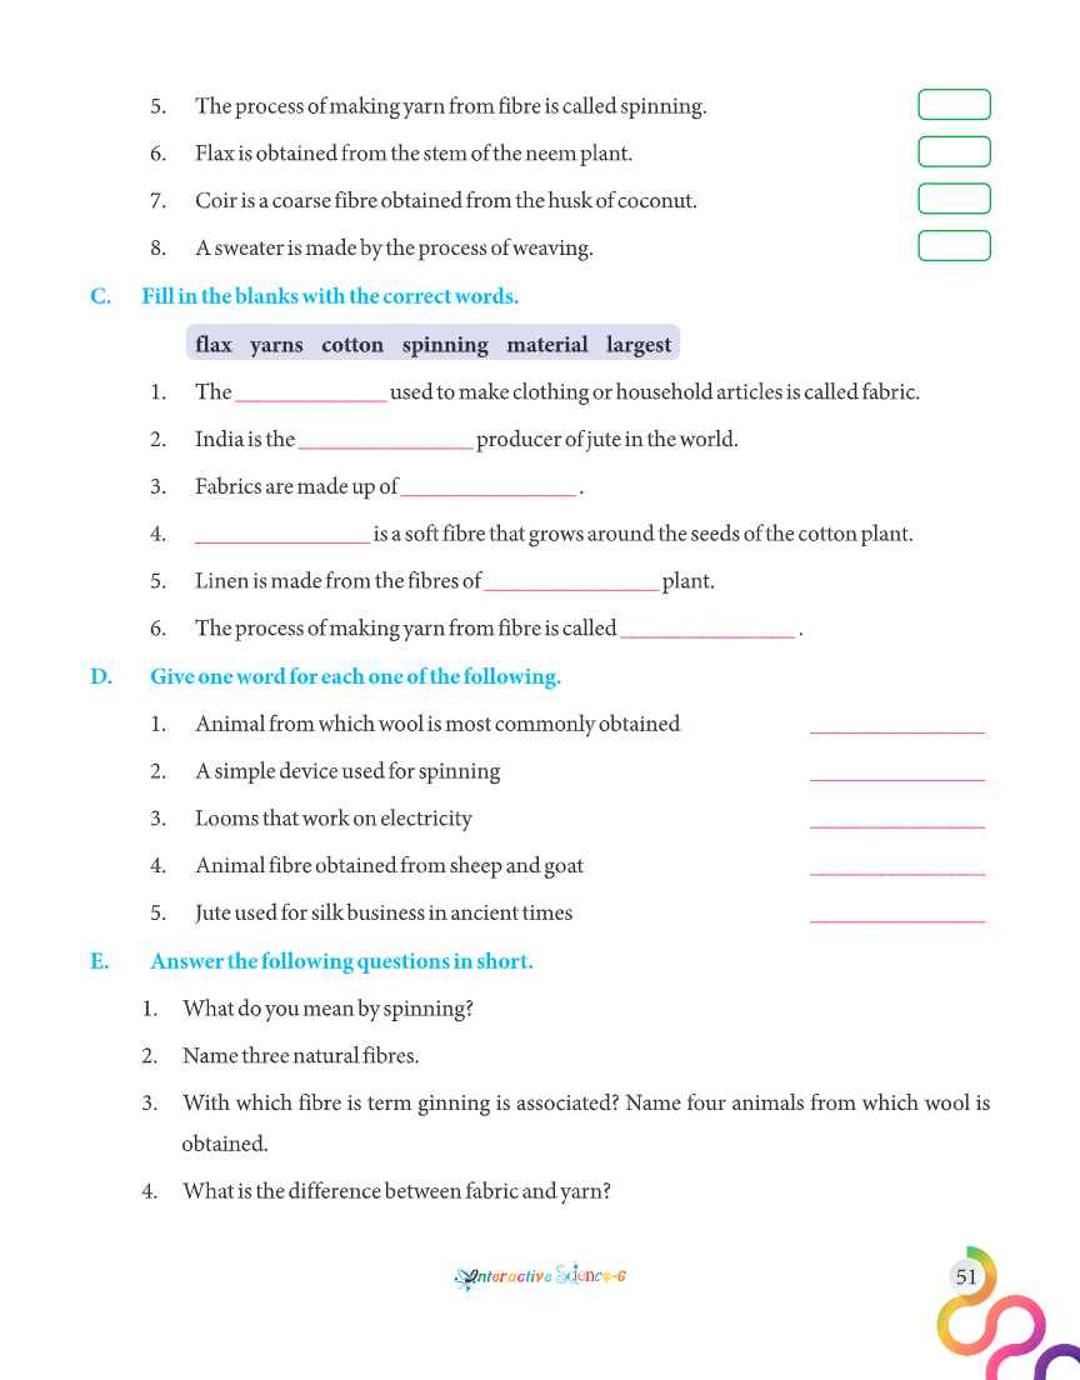 5. The process of making yarn from fibre is called spinning.
6. Flax is obtained from the stem of the neem plant.
7. Coir is a coarse fibre obtained from the husk of coconut.
8. A sweater is made by the process of weaving.
C. Fill in the blanks with the correct words.
flax yarns cotton spinning material largest
1. The ______________ used to make clothing or household articles is called fabric.
2. India is the ________________ producer of jute in the world.
3. Fabrics are made up of ________________ .
4. ________________ is a soft fibre that grows around the seeds of the cotton plant.
5. Linen is made from the fibres of ________________ plant.
6. The process of making yarn from fibre is called ________________ .
D. Give one word for each one of the following.
1. Animal from which wool is most commonly obtained ________________
2. A simple device used for spinning ________________
3. Looms that work on electricity ________________
4. Animal fibre obtained from sheep and goat ________________
5. Jute used for silk business in ancient times ________________
E. Answer the following questions in short.
1. What do you mean by spinning?
2. Name three natural fibres.
3. With which fibre is term ginning is associated? Name four animals from which wool is
obtained.
4. What is the difference between fabric and yarn?
Interactive Science-6
51